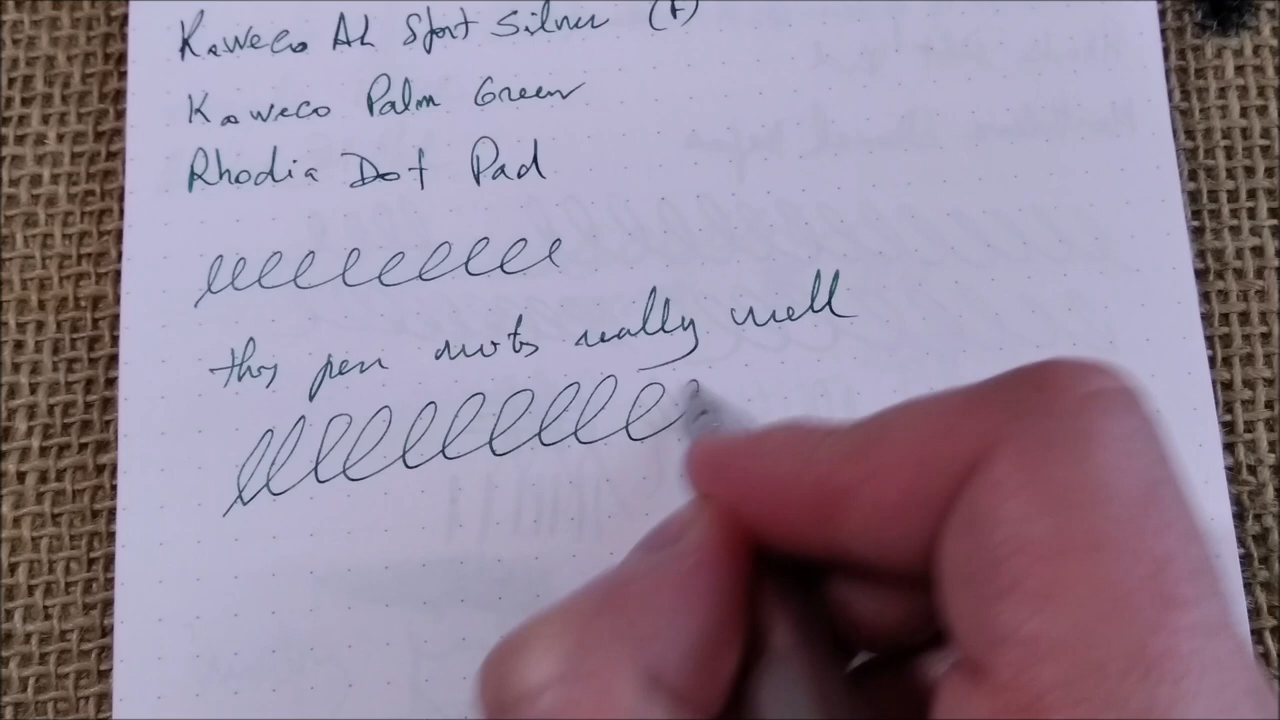 Kaweco AL Sport Silver (F)
Kaweco Palm Green
Rhodia Dot Pad
this pen writes really well